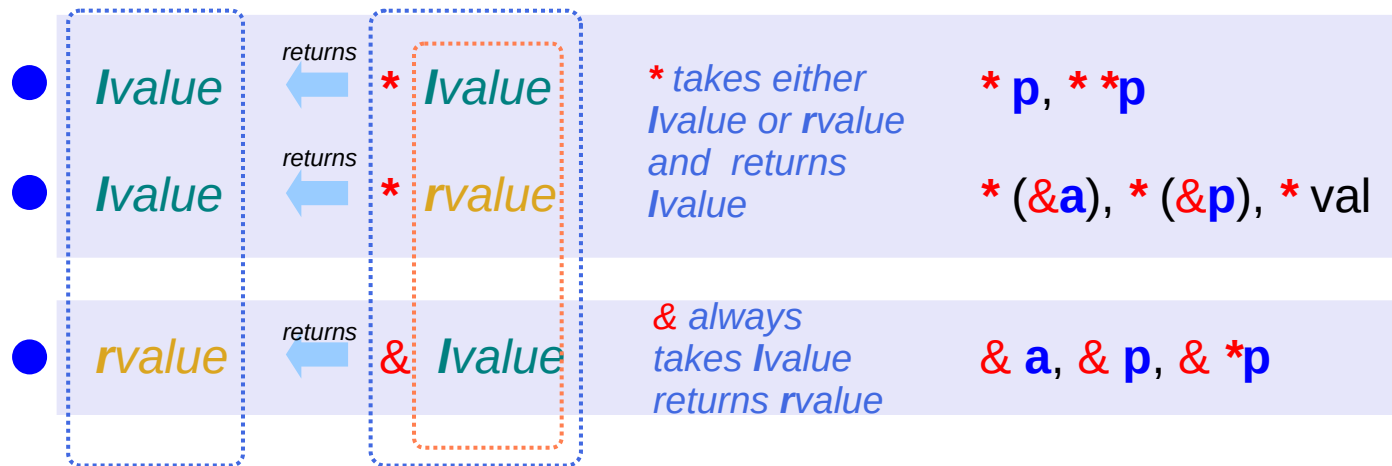 lvalue returns * lvalue
* takes either
lvalue or rvalue
and returns
lvalue
* p, * *p
lvalue returns * rvalue
* (&a), * (&p), * val
rvalue returns & lvalue
& always
takes lvalue
returns rvalue
& a, & p, & *p